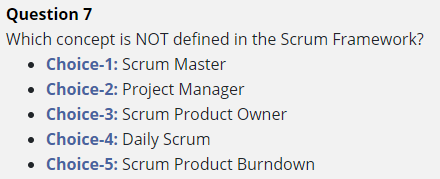 Question 7
Which concept is NOT defined in the Scrum Framework?
• Choice-1: Scrum Master
• Choice-2: Project Manager
• Choice-3: Scrum Product Owner
• Choice-4: Daily Scrum
• Choice-5: Scrum Product Burndown